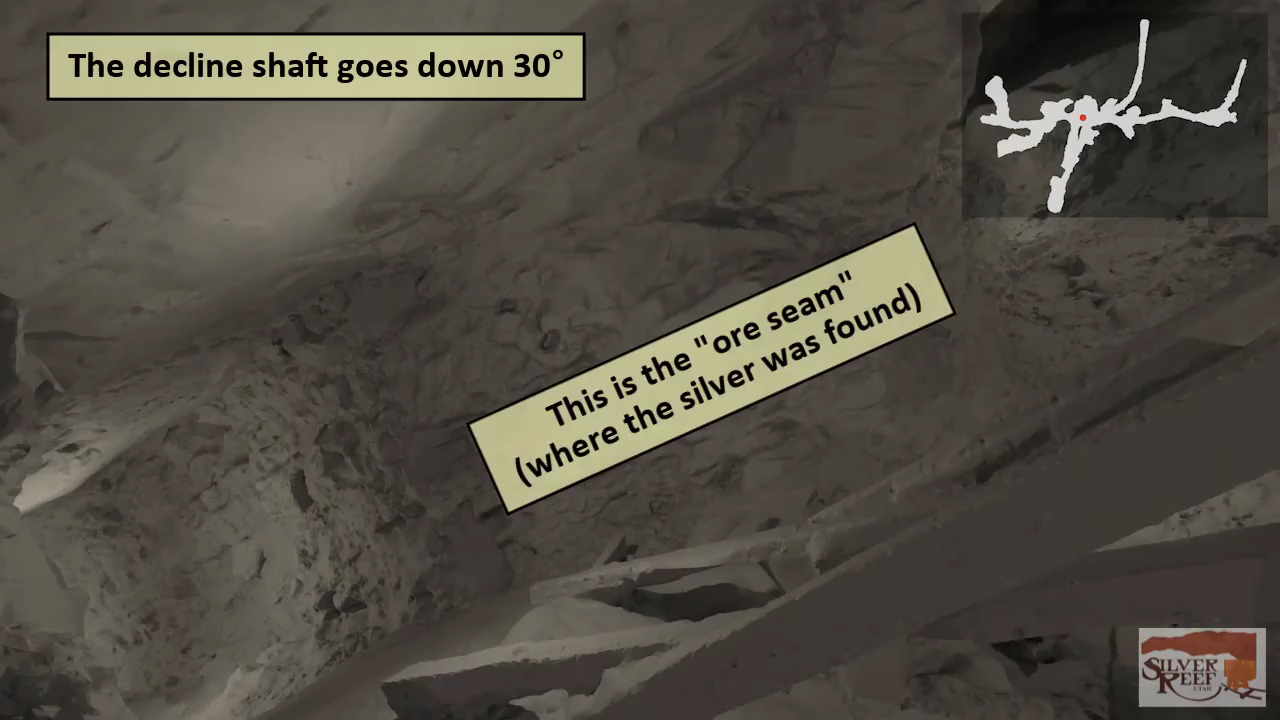 The decline shaft goes down 30°
This is the "ore seam"
(where the silver was found)
SILVER
REEF
UTAH